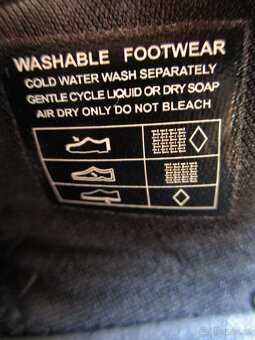 WASHABLE FOOTWEAR
COLD WATER WASH SEPARATELY
GENTLE CYCLE LIQUID OR DRY SOAP
AIR DRY ONLY DO NOT BLEACH